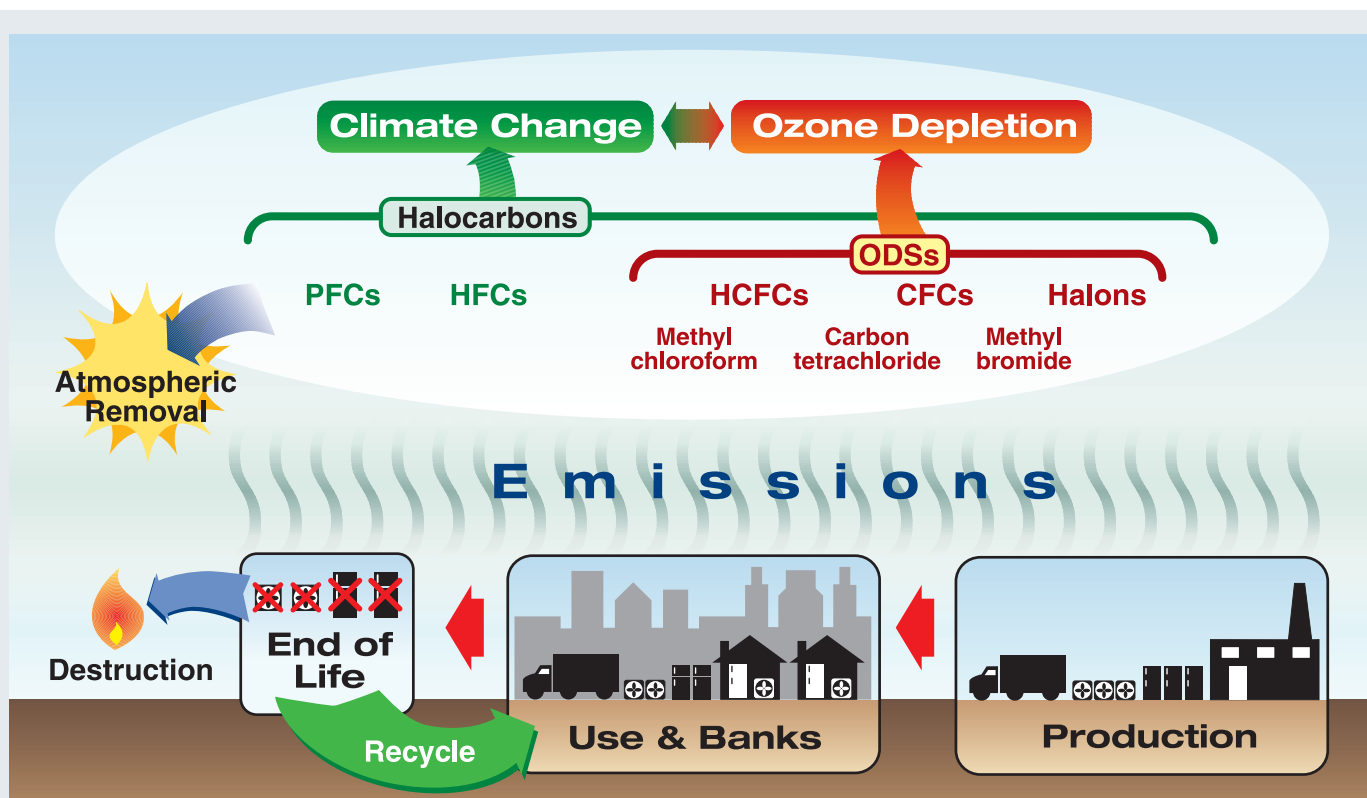 Climate Change
Ozone Depletion
Halocarbons
ODSs
PFCs
HFCs
HCFCs
CFCs
Halons
Methyl
chloroform
Carbon
tetrachloride
Methyl
bromide
Atmospheric
Removal
Emissions
Destruction
End of
Life
Recycle
Use & Banks
Production